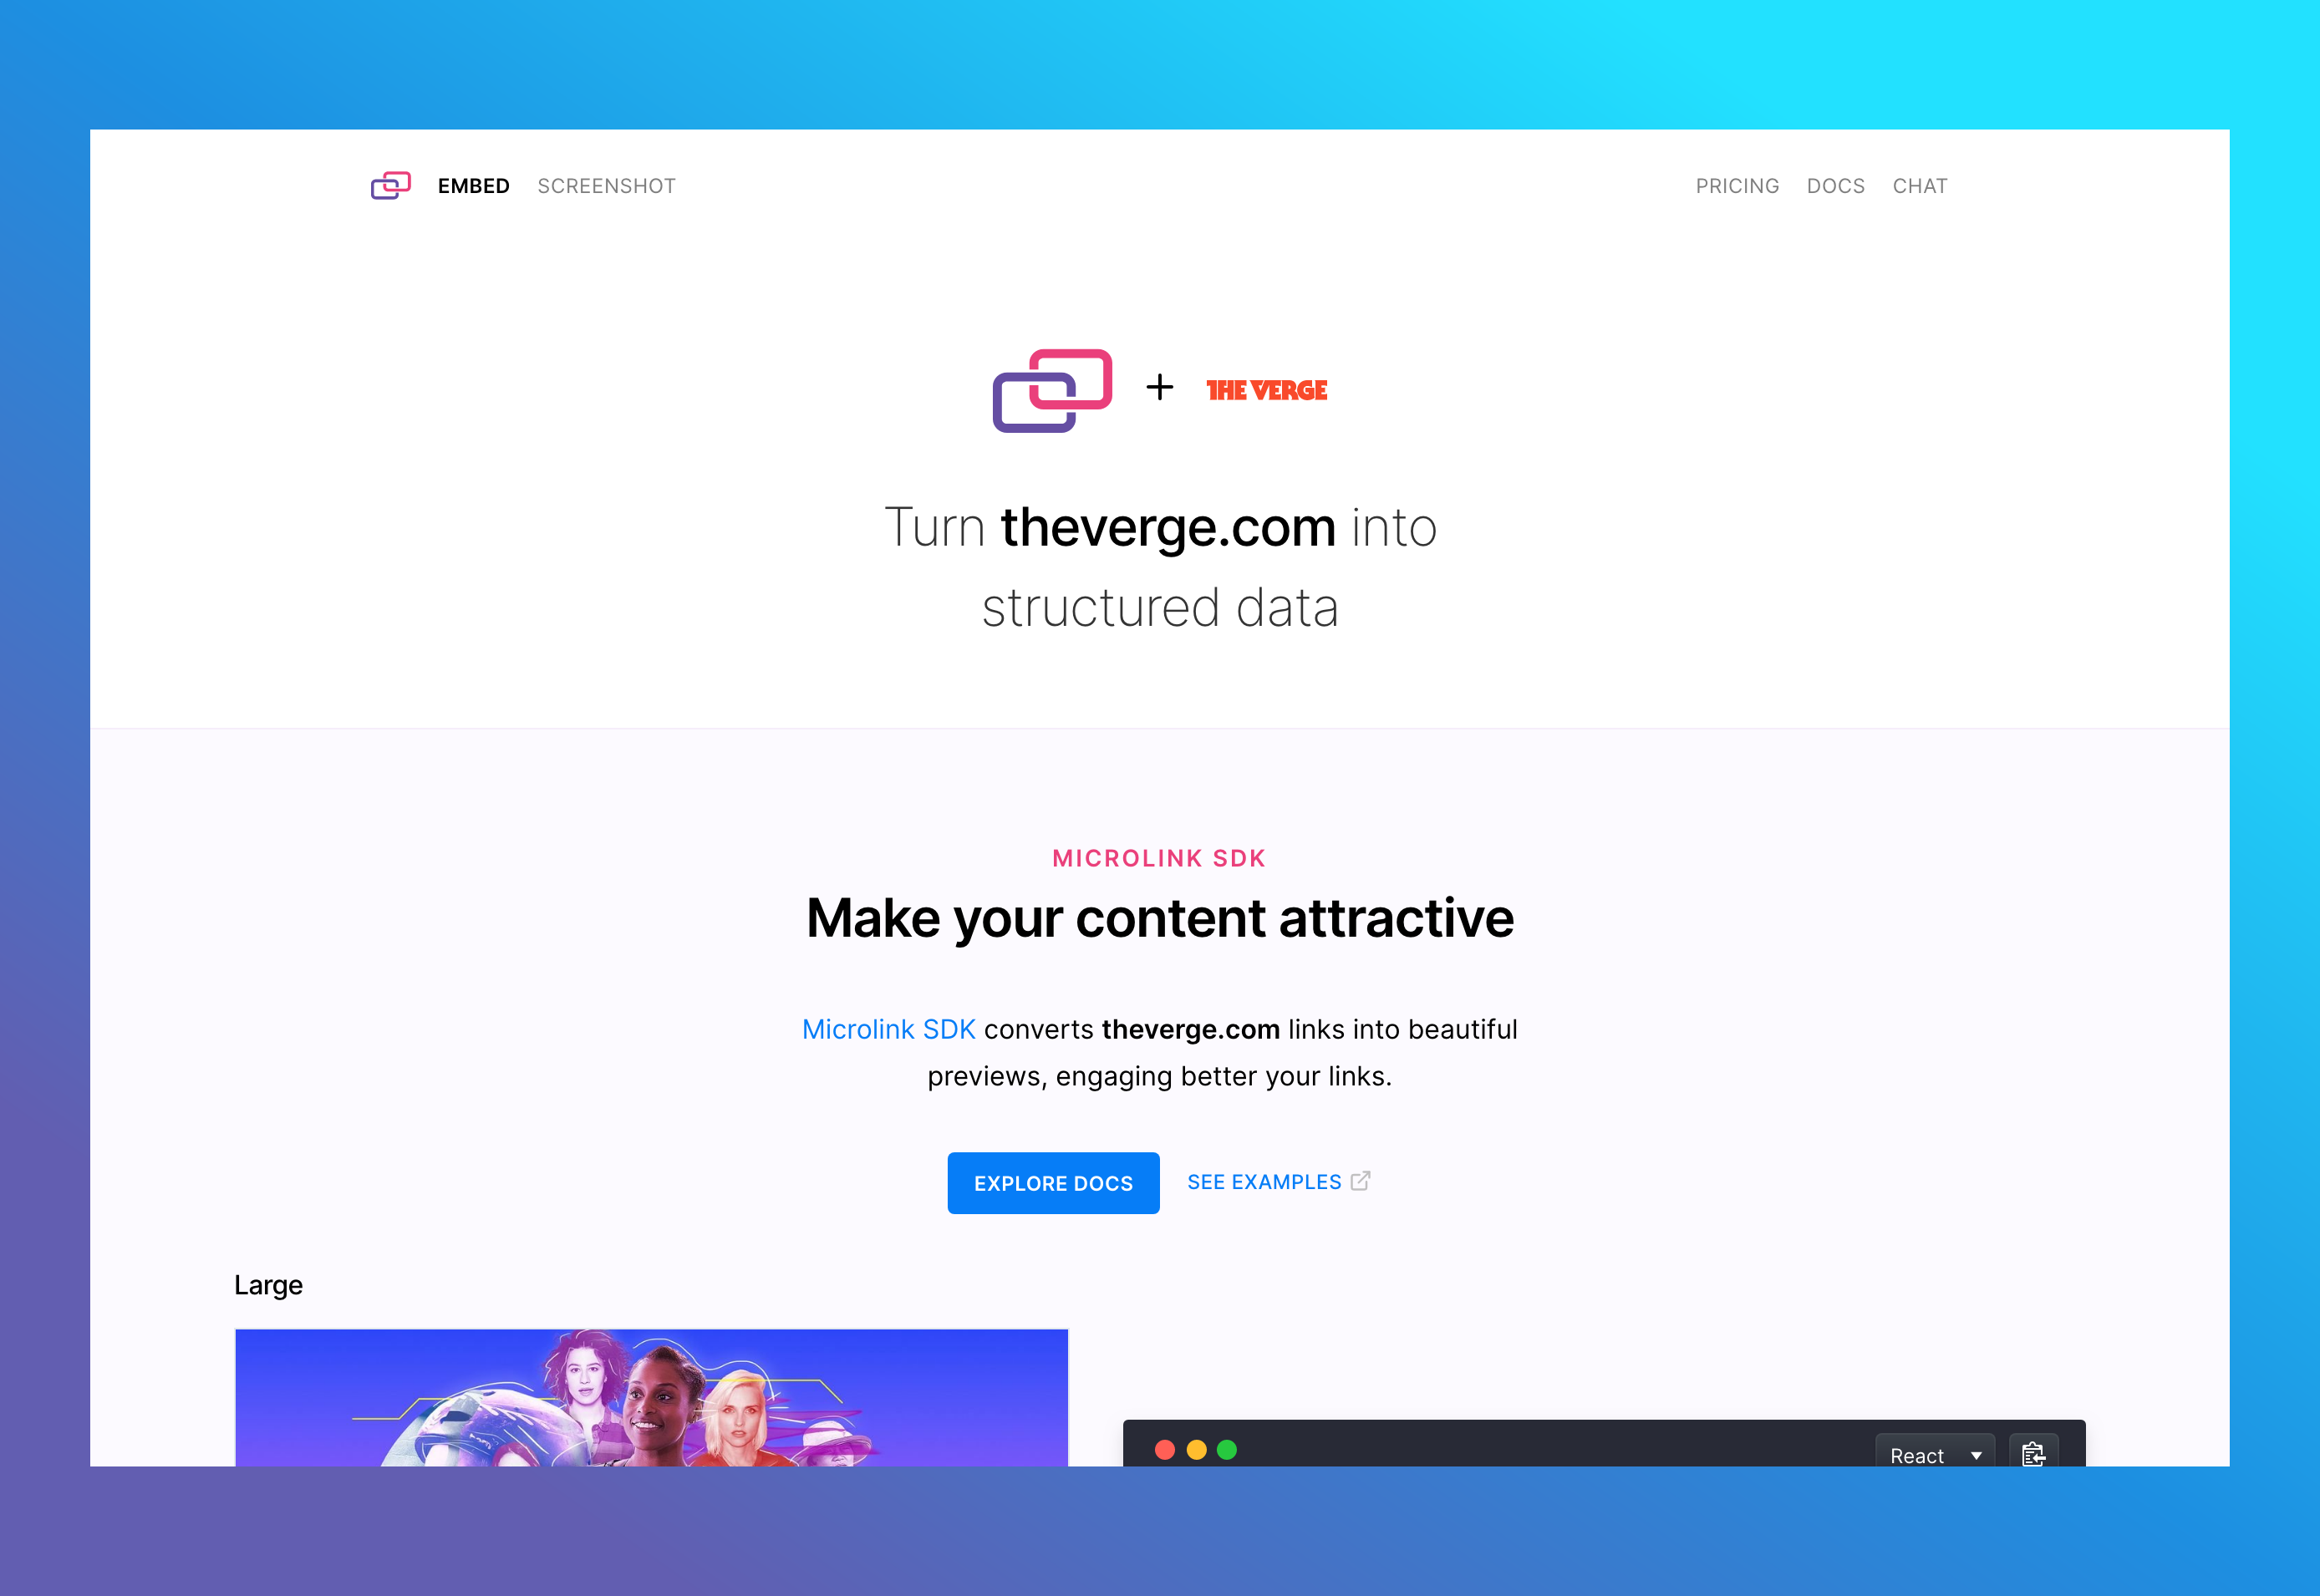 EMBED SCREENSHOT PRICING DOCS CHAT
THE VERGE
Turn theverge.com into
structured data
MICROLINK SDK
Make your content attractive
Microlink SDK converts theverge.com links into beautiful
previews, engaging better your links.
EXPLORE DOCS SEE EXAMPLES
Large
React